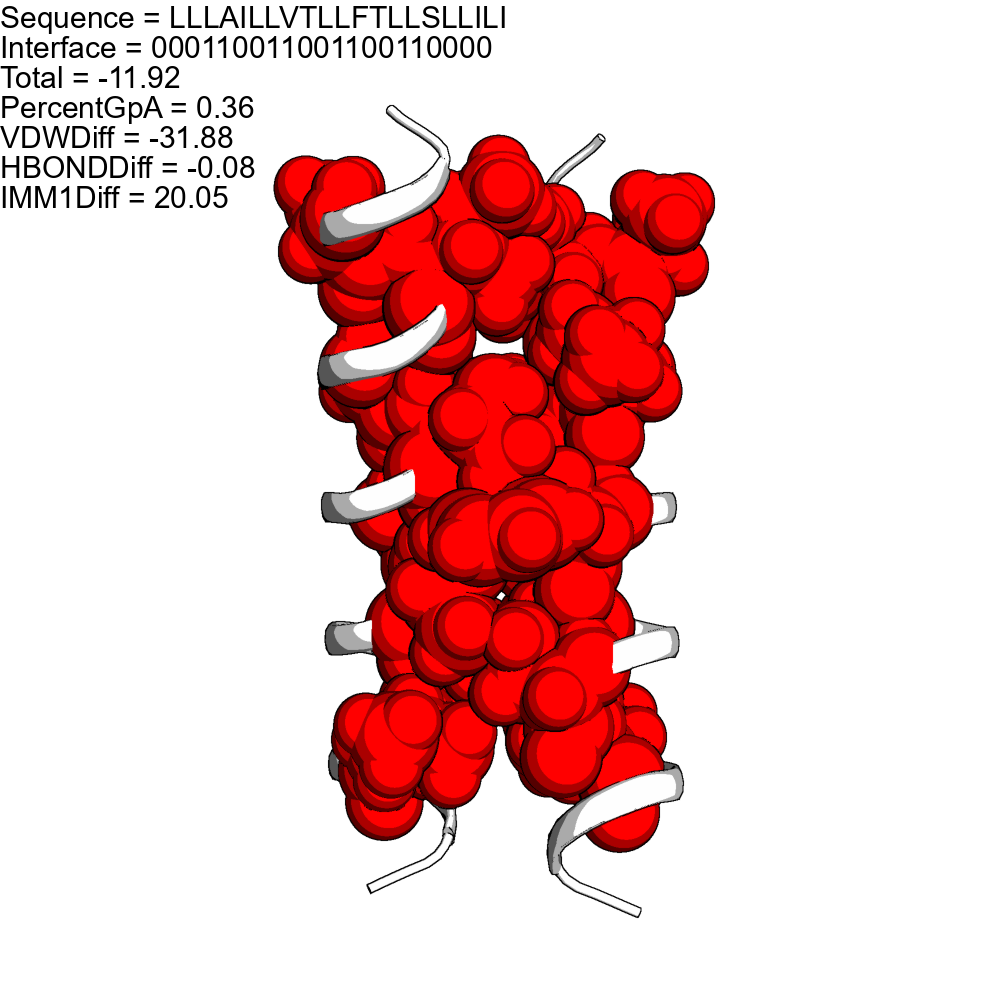 Sequence = LLLAILLVTLLFTLLSLLILI
Interface = 000110011001100110000
Total = -11.92
PercentGpA = 0.36
VDWDiff = -31.88
HBONDDiff = -0.08
IMM1Diff = 20.05